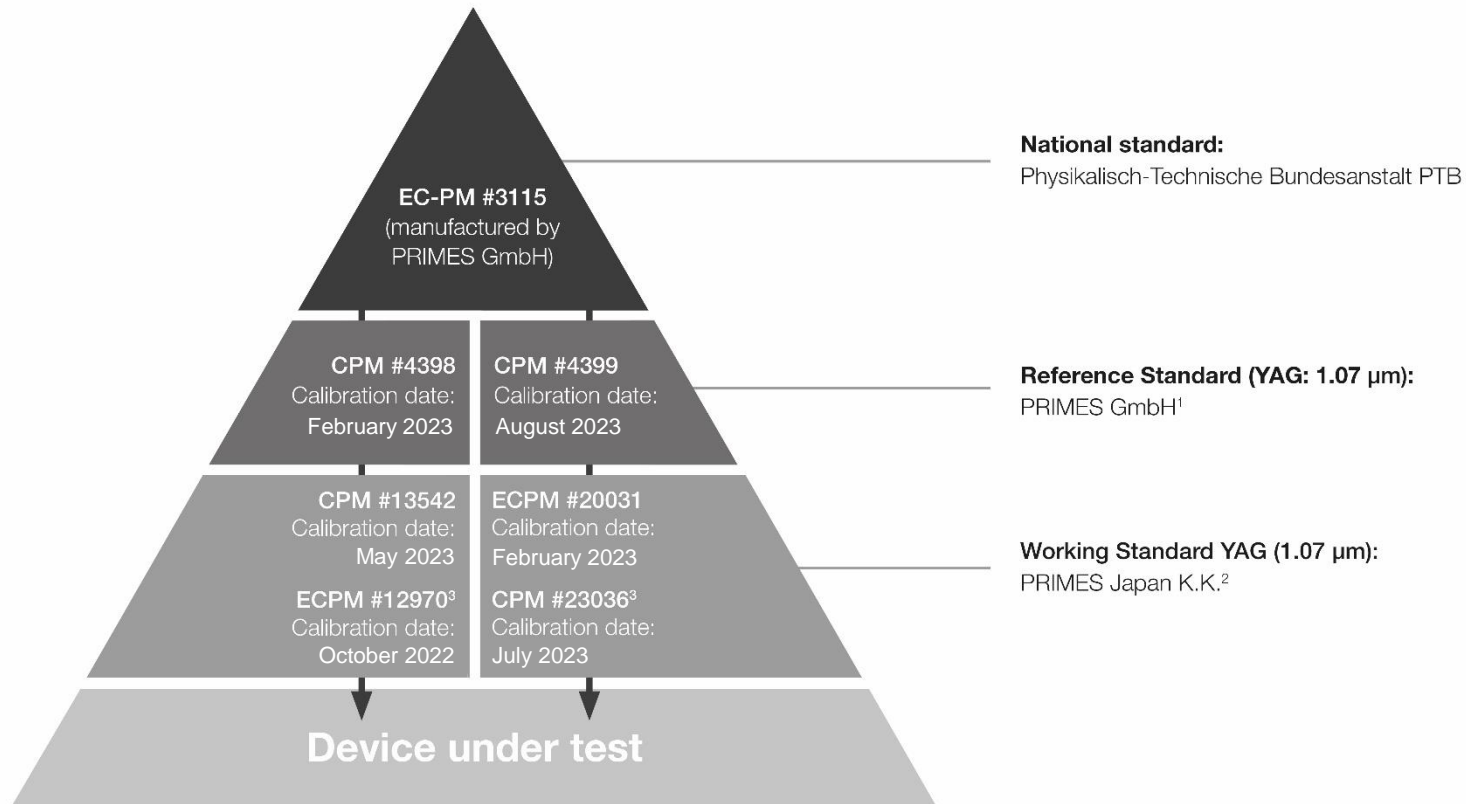 EC-PM #3115
(manufactured by
PRIMES GmbH)
National standard:
Physikalisch-Technische Bundesanstalt PTB
CPM #4398
Calibration date:
February 2023
CPM #4399
Calibration date:
August 2023
Reference Standard (YAG: 1.07 µm):
PRIMES GmbH¹
CPM #13542
Calibration date:
May 2023
ECPM #12970³
Calibration date:
October 2022
ECPM #20031
Calibration date:
February 2023
CPM #23036³
Calibration date:
July 2023
Working Standard YAG (1.07 µm):
PRIMES Japan K.K.²
Device under test